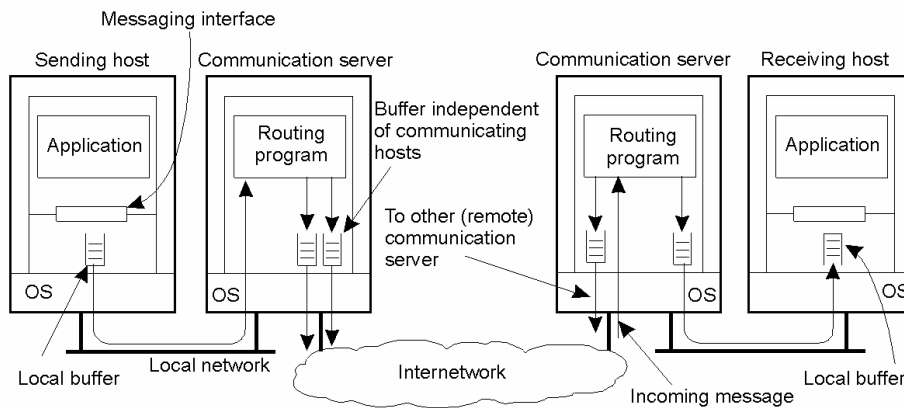 Messaging interface
Sending host
Communication server
Communication server
Receiving host
Application
Routing
program
Buffer independent
of communicating
hosts
Routing
program
Application
To other (remote)
communication
server
OS
OS
OS
OS
Local network
Internetwork
Local buffer
Incoming message
Local buffer